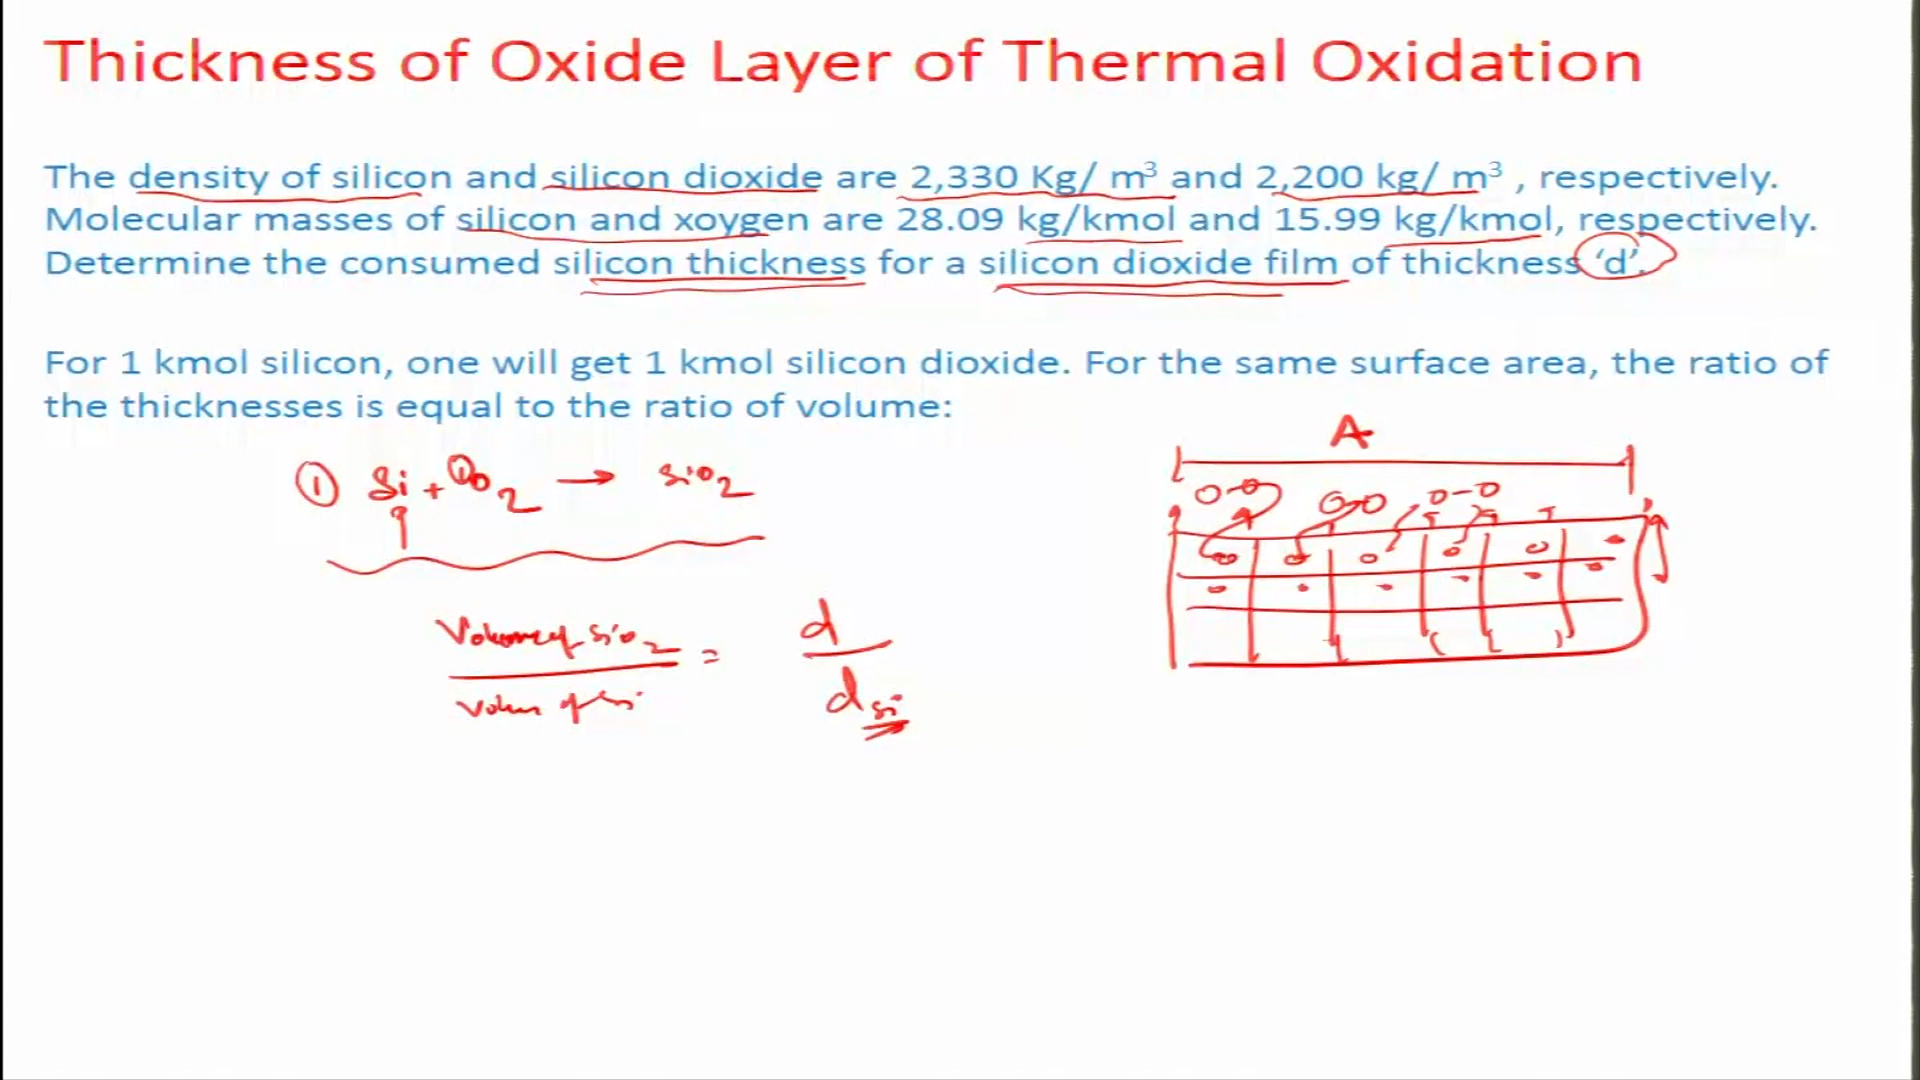 Thickness of Oxide Layer of Thermal Oxidation
The density of silicon and silicon dioxide are 2,330 Kg/ m³ and 2,200 kg/ m³ , respectively.
Molecular masses of silicon and xoygen are 28.09 kg/kmol and 15.99 kg/kmol, respectively.
Determine the consumed silicon thickness for a silicon dioxide film of thickness ‘d’.
For 1 kmol silicon, one will get 1 kmol silicon dioxide. For the same surface area, the ratio of
the thicknesses is equal to the ratio of volume:
A
① Si + ①O₂ → SiO₂
Volume of SiO₂ = d
Volum of Si d Si